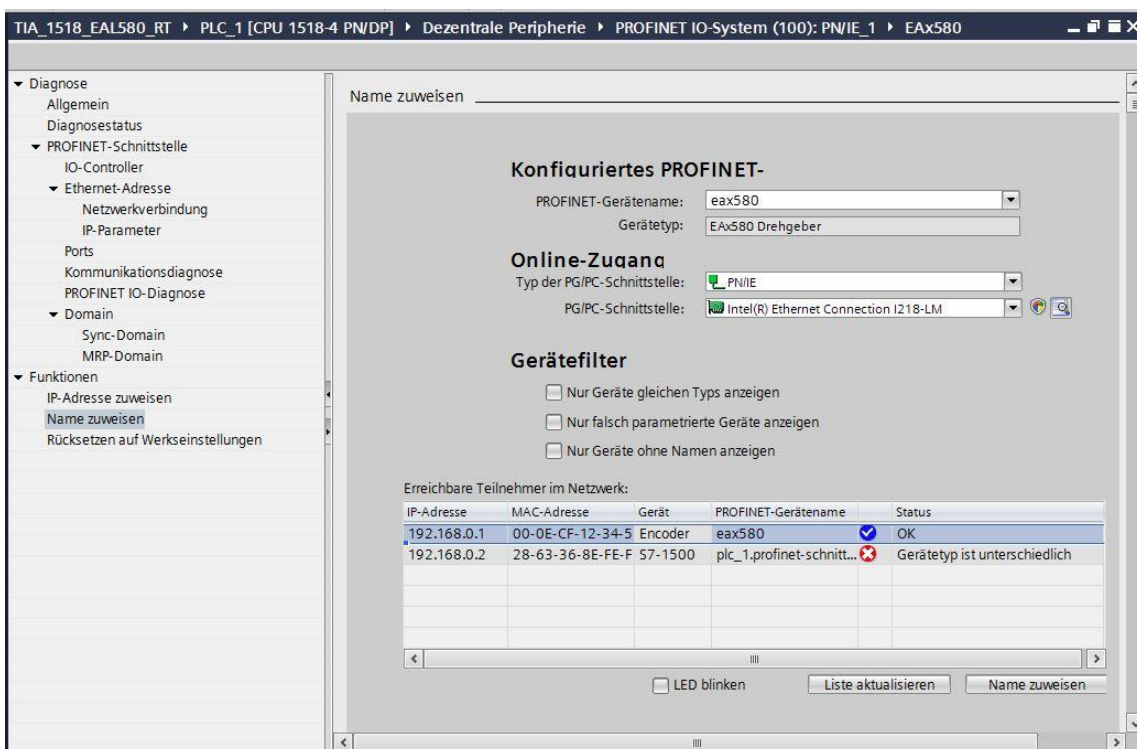 TIA_1518_EAL580_RT ▸ PLC_1 [CPU 1518-4 PN/DP] ▸ Dezentrale Peripherie ▸ PROFINET IO-System (100): PN/IE_1 ▸ EAx580
Diagnose
Allgemein
Diagnosestatus
PROFINET-Schnittstelle
IO-Controller
Ethernet-Adresse
Netzwerkverbindung
IP-Parameter
Ports
Kommunikationsdiagnose
PROFINET IO-Diagnose
Domain
Sync-Domain
MRP-Domain
Funktionen
IP-Adresse zuweisen
Name zuweisen
Rücksetzen auf Werkseinstellungen
Name zuweisen
Konfiguriertes PROFINET-
PROFINET-Gerätename: eax580
Gerätetyp: EAx580 Drehgeber
Online-Zugang
Typ der PG/PC-Schnittstelle: PN/IE
PG/PC-Schnittstelle: Intel(R) Ethernet Connection I218-LM
Gerätefilter
Nur Geräte gleichen Typs anzeigen
Nur falsch parametrierte Geräte anzeigen
Nur Geräte ohne Namen anzeigen
Erreichbare Teilnehmer im Netzwerk:
IP-Adresse MAC-Adresse Gerät PROFINET-Gerätename Status
192.168.0.1 00-0E-CF-12-34-5 Encoder eax580 OK
192.168.0.2 28-63-36-8E-FE-F S7-1500 plc_1.profinet-schnitt... Gerätetyp ist unterschiedlich
LED blinken Liste aktualisieren Name zuweisen